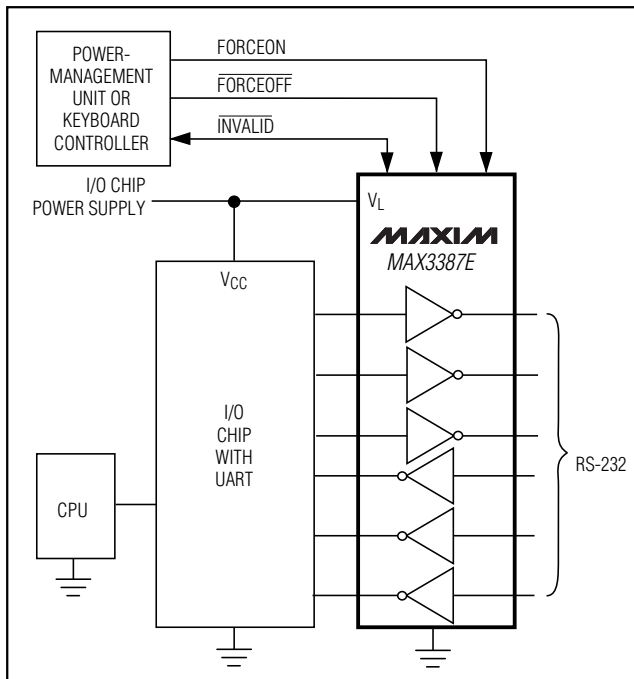 POWER-
MANAGEMENT
UNIT OR
KEYBOARD
CONTROLLER
FORCEON
FORCEOFF
INVALID
I/O CHIP
POWER SUPPLY
VL
MAXIM
MAX3387E
VCC
I/O
CHIP
WITH
UART
CPU
RS-232